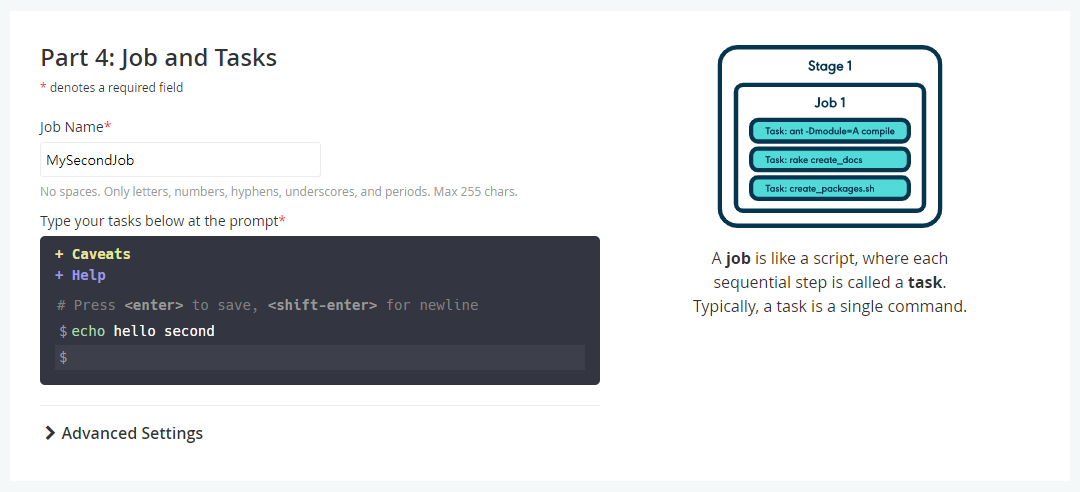 Part 4: Job and Tasks
* denotes a required field
Job Name*
MySecondJob
No spaces. Only letters, numbers, hyphens, underscores, and periods. Max 255 chars.
Type your tasks below at the prompt*
+ Caveats
+ Help
# Press <enter> to save, <shift-enter> for newline
$ echo hello second
$
Advanced Settings
Stage 1
Job 1
Task: ant -Dmodule=A compile
Task: rake create_docs
Task: create_packages.sh
A job is like a script, where each
sequential step is called a task.
Typically, a task is a single command.